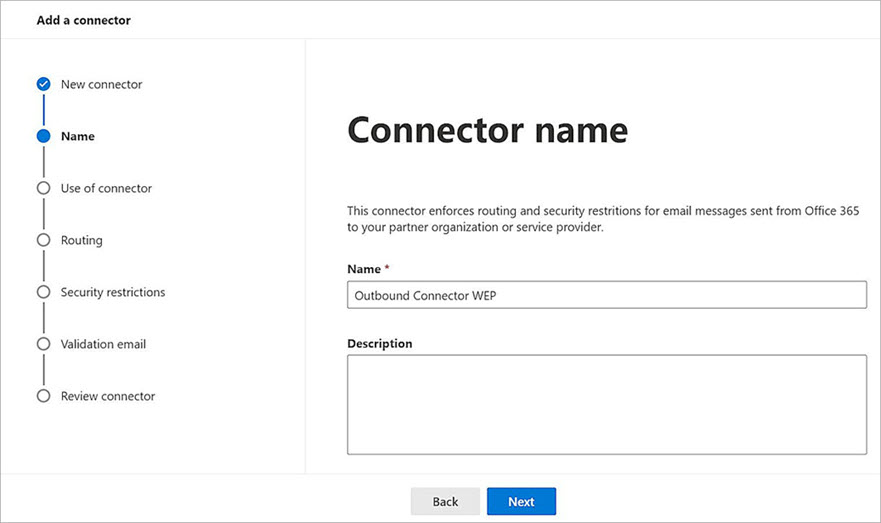 Add a connector
New connector
Name
Use of connector
Routing
Security restrictions
Validation email
Review connector
Connector name
This connector enforces routing and security restritions for email messages sent from Office 365
to your partner organization or service provider.
Name *
Outbound Connector WEP
Description
Back
Next